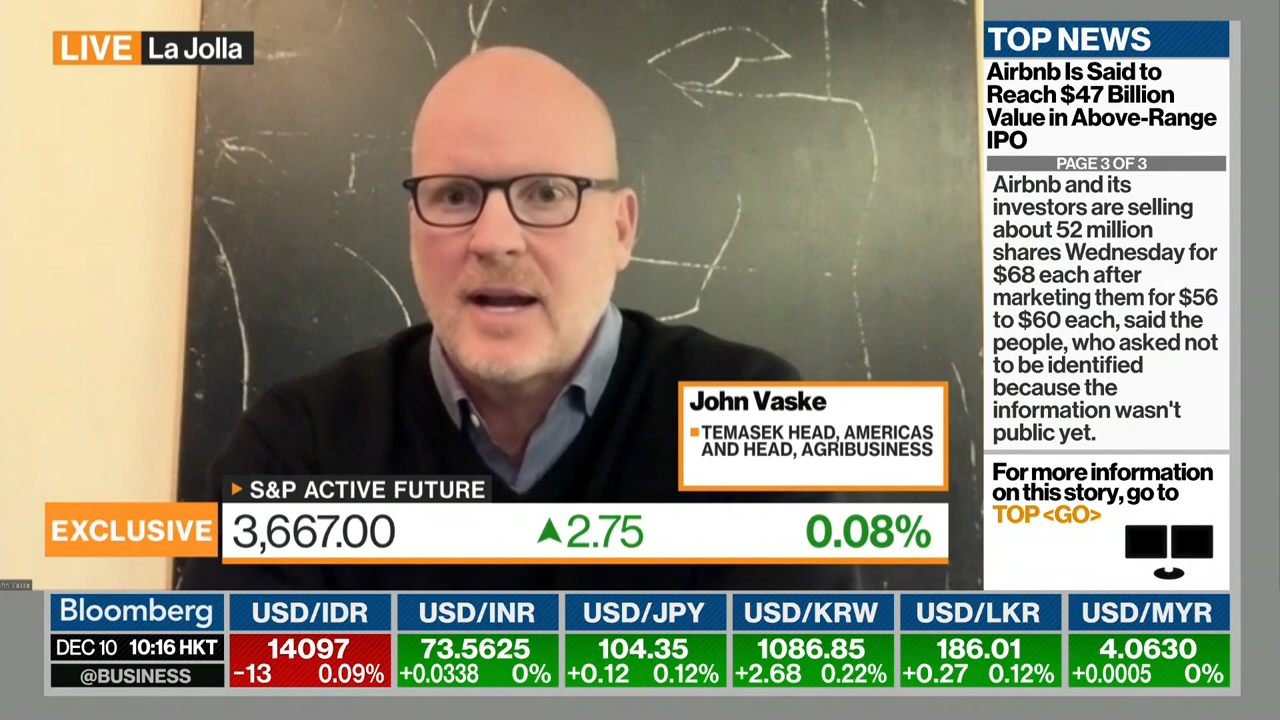 LIVE La Jolla
TOP NEWS
Airbnb Is Said to
Reach $47 Billion
Value in Above-Range
IPO
PAGE 3 OF 3
Airbnb and its
investors are selling
about 52 million
shares Wednesday for
$68 each after
marketing them for $56
to $60 each, said the
people, who asked not
to be identified
because the
information wasn't
public yet.
For more information
on this story, go to
TOP <GO>
John Vaske
TEMASEK HEAD, AMERICAS
AND HEAD, AGRIBUSINESS
S&P ACTIVE FUTURE
EXCLUSIVE 3,667.00 2.75 0.08%
hn Vaske
Bloomberg USD/IDR USD/INR USD/JPY USD/KRW USD/LKR USD/MYR
DEC 10 10:16 HKT 14097 73.5625 104.35 1086.85 186.01 4.0630
@BUSINESS -13 0.09% +0.0338 0% +0.12 0.12% +2.68 0.22% +0.27 0.12% +0.0005 0%